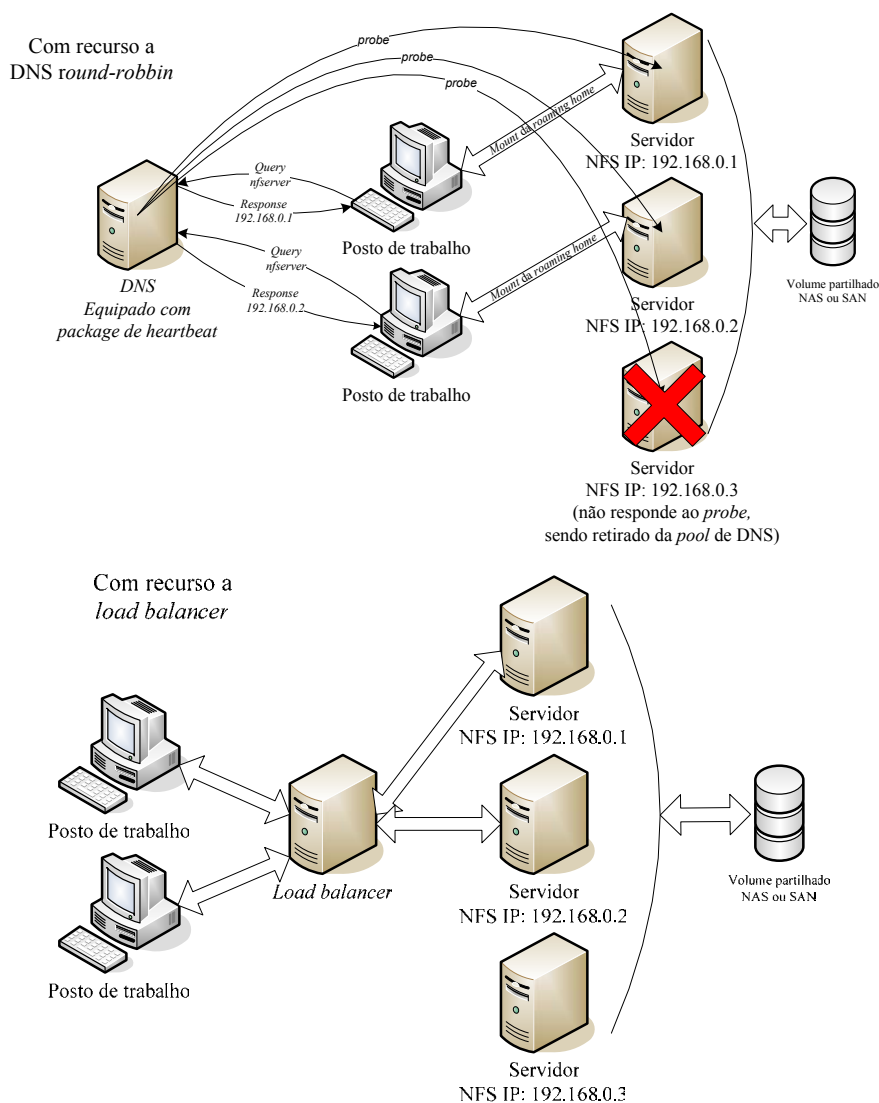 Com recurso a
DNS round-robbin
probe
probe
probe
Mount da roaming home
Servidor
NFS IP: 192.168.0.1
Query
nfserver
Response
192.168.0.1
Posto de trabalho
Query
nfserver
Response
192.168.0.2
DNS
Equipado com
package de heartbeat
Mount da roaming home
Servidor
NFS IP: 192.168.0.2
Volume partilhado
NAS ou SAN
Posto de trabalho
Servidor
NFS IP: 192.168.0.3
(não responde ao probe,
sendo retirado da pool de DNS)
Com recurso a
load balancer
Servidor
NFS IP: 192.168.0.1
Posto de trabalho
Load balancer
Servidor
NFS IP: 192.168.0.2
Volume partilhado
NAS ou SAN
Posto de trabalho
Servidor
NFS IP: 192.168.0.3